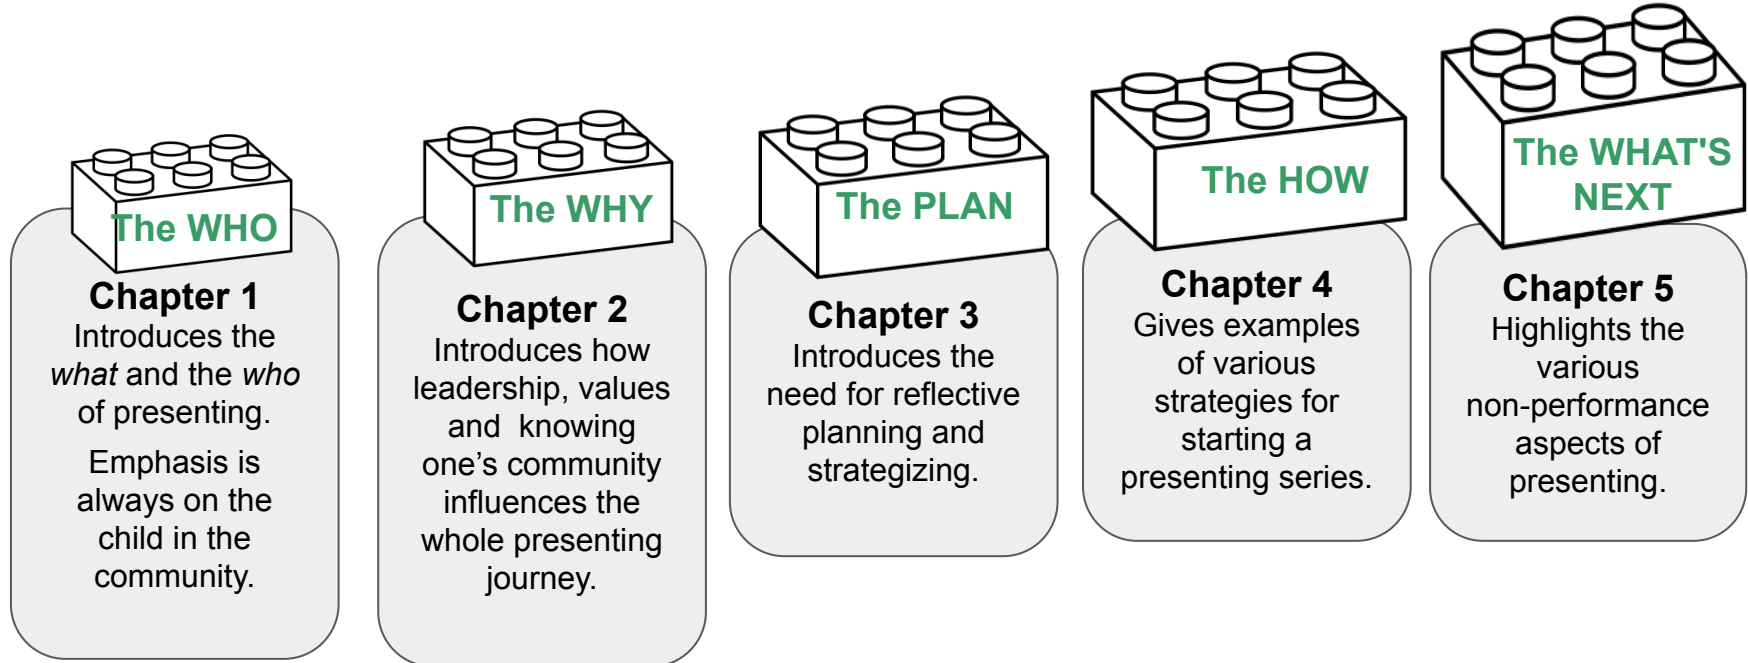 The WHO
Chapter 1
Introduces the
what and the who
of presenting.
Emphasis is
always on the
child in the
community.
The WHY
Chapter 2
Introduces how
leadership, values
and  knowing
one’s community
influences the
whole presenting
journey.
The PLAN
Chapter 3
Introduces the
need for reflective
planning and
strategizing.
The HOW
Chapter 4
Gives examples
of various
strategies for
starting a
presenting series.
The WHAT'S
NEXT
Chapter 5
Highlights the
various
non-performance
aspects of
presenting.